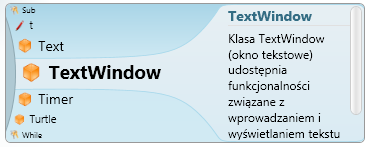 Sub
t
Text
TextWindow
Timer
Turtle
While
TextWindow
Klasa TextWindow
(okno tekstowe)
udostępnia
funkcjonalności
związane z
wprowadzaniem i
wyświetlaniem tekstu